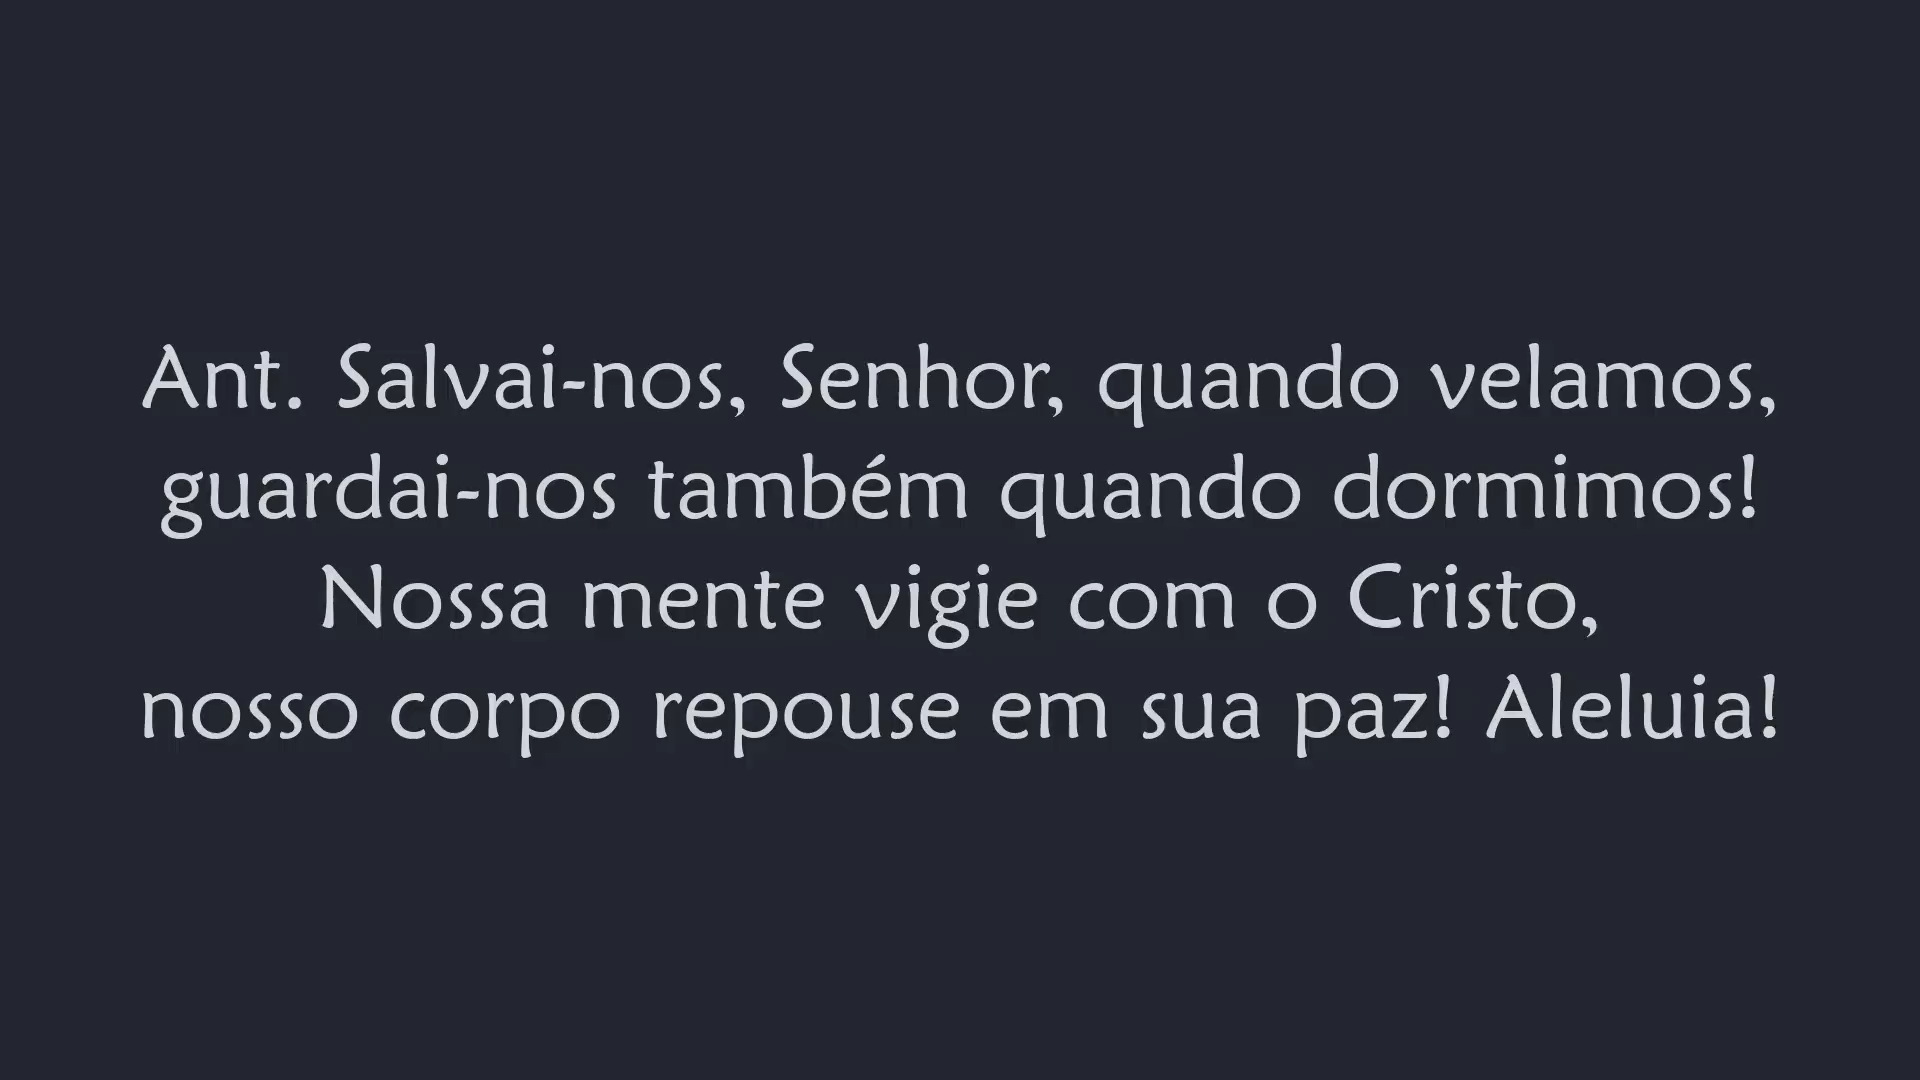 Ant. Salvai-nos, Senhor, quando velamos,
guardai-nos também quando dormimos!
Nossa mente vigie com o Cristo,
nosso corpo repouse em sua paz! Aleluia!